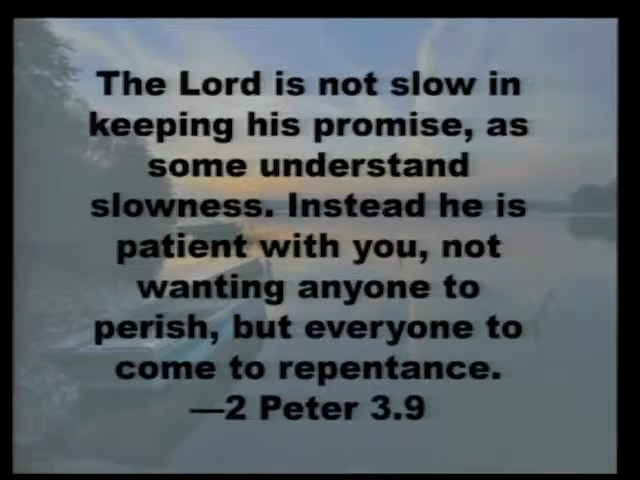 The Lord is not slow in
keeping his promise, as
some understand
slowness. Instead he is
patient with you, not
wanting anyone to
perish, but everyone to
come to repentance.
—2 Peter 3.9